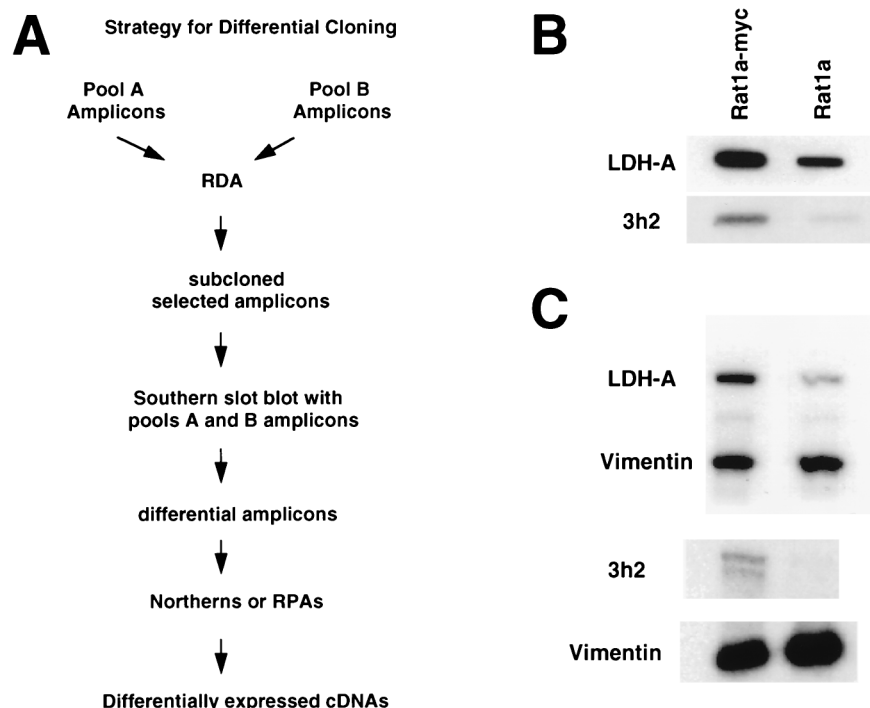 A
Strategy for Differential Cloning
Pool A
Amplicons
Pool B
Amplicons
RDA
subcloned
selected amplicons
Southern slot blot with
pools A and B amplicons
differential amplicons
Northerns or RPAs
Differentially expressed cDNAs
B
Rat1a-myc
Rat1a
LDH-A
3h2
C
LDH-A
Vimentin
3h2
Vimentin